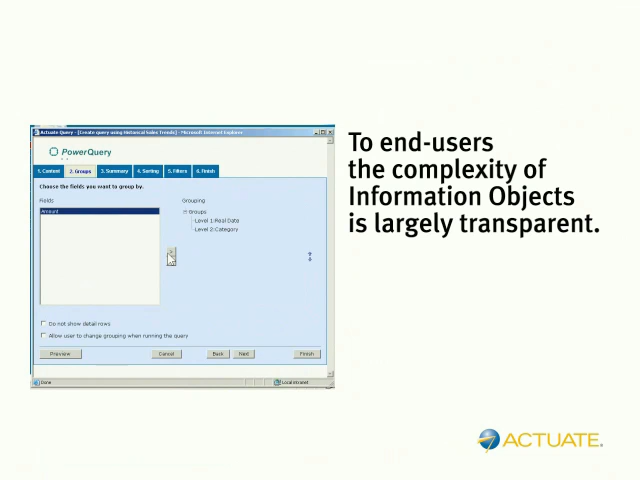 Actuate Query - [Create query using Historical Sales Trends] - Microsoft Internet Explorer
PowerQuery
1. Content 2. Groups 3. Summary 4. Sorting 5. Filters 6. Finish
Choose the fields you want to group by.
Fields Grouping
Amount
Groups
Level 1:Real Date
Level 2:Category
Do not show detail rows
Allow user to change grouping when running the query
Preview Cancel Back Next Finish
Done Local intranet
To end-users
the complexity of
Information Objects
is largely transparent.
ACTUATE.